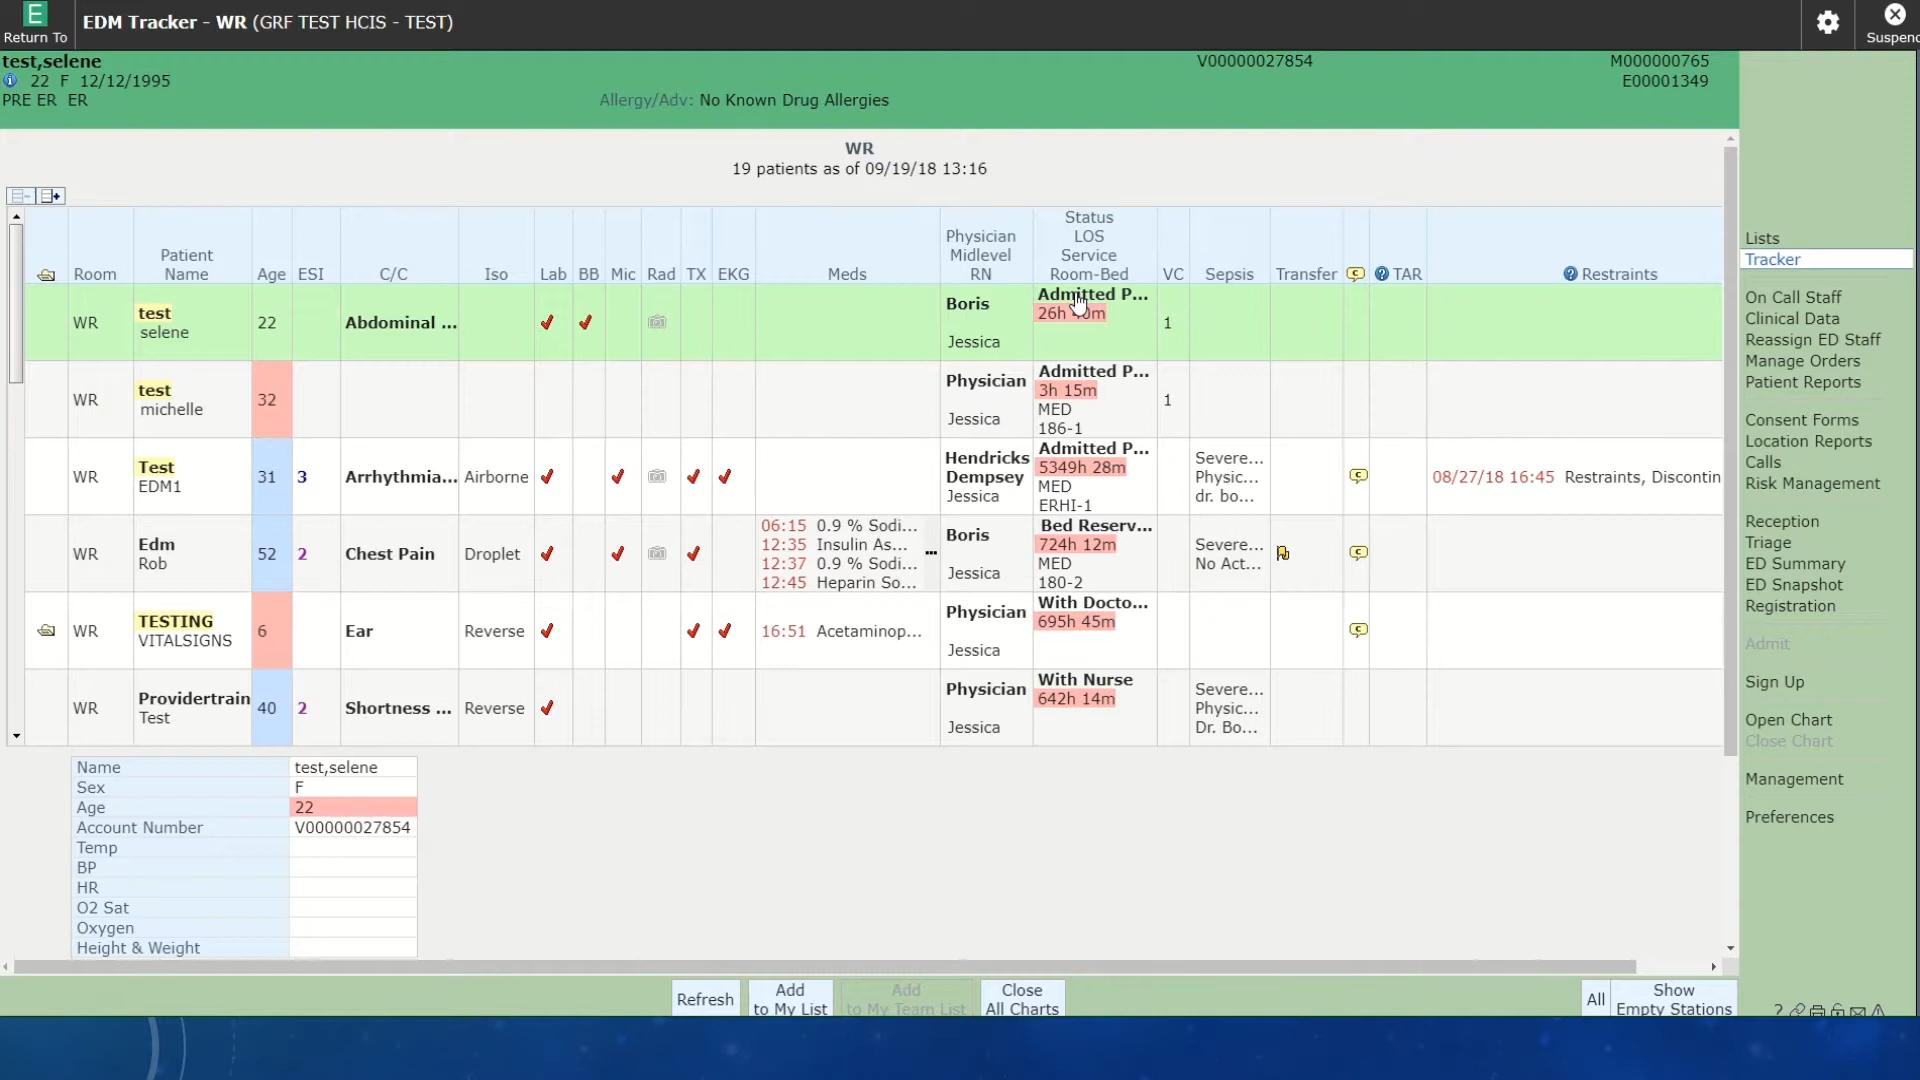 E
Return To
EDM Tracker - WR (GRF TEST HCIS - TEST)
Suspend
test,selene
22 F 12/12/1995
PRE ER ER
V00000027854
M000000765
E00001349
Allergy/Adv: No Known Drug Allergies
WR
19 patients as of 09/19/18 13:16
Room
Patient
Name
Age
ESI
C/C
Iso
Lab
BB
Mic
Rad
TX
EKG
Meds
Physician
Midlevel
RN
Status
LOS
Service
Room-Bed
VC
Sepsis
Transfer
TAR
Restraints
WR
test
selene
22
Abdominal ...
Boris
Jessica
Admitted P...
26h
1
WR
test
michelle
32
Physician
Jessica
Admitted P...
3h 15m
MED
186-1
1
WR
Test
EDM1
31
3
Arrhythmia...
Airborne
Hendricks
Dempsey
Jessica
Admitted P...
5349h 28m
MED
ERHI-1
Severe...
Physic...
dr. bo...
08/27/18 16:45 Restraints, Discontin
WR
Edm
Rob
52
2
Chest Pain
Droplet
06:15 0.9 % Sodi...
12:35 Insulin As...
12:37 0.9 % Sodi...
12:45 Heparin So...
Boris
Jessica
Bed Reserv...
724h 12m
MED
180-2
Severe...
No Act...
WR
TESTING
VITALSIGNS
6
Ear
Reverse
16:51 Acetaminop...
Physician
Jessica
With Docto...
695h 45m
WR
Providertrain
Test
40
2
Shortness ...
Reverse
Physician
Jessica
With Nurse
642h 14m
Severe...
Physic...
Dr. Bo...
Name test,selene
Sex F
Age 22
Account Number V00000027854
Temp
BP
HR
O2 Sat
Oxygen
Height & Weight
Lists
Tracker
On Call Staff
Clinical Data
Reassign ED Staff
Manage Orders
Patient Reports
Consent Forms
Location Reports
Calls
Risk Management
Reception
Triage
ED Summary
ED Snapshot
Registration
Admit
Sign Up
Open Chart
Close Chart
Management
Preferences
Refresh
Add
to My List
Add
to My Team List
Close
All Charts
All
Show
Empty Stations